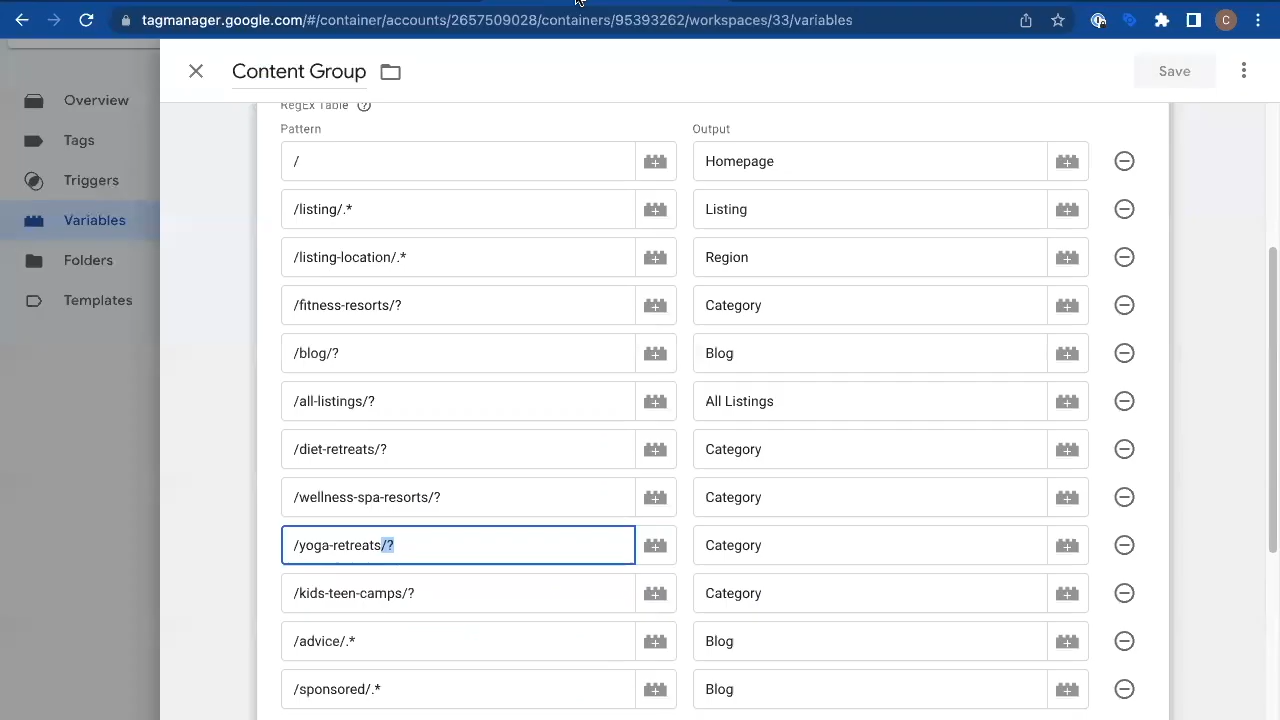 tagmanager.google.com/#/container/accounts/2657509028/containers/95393262/workspaces/33/variables
C
Content Group
Save
Overview
Tags
Triggers
Variables
Folders
Templates
RegEx Table
Pattern Output
/ Homepage
/listing/.* Listing
/listing-location/.* Region
/fitness-resorts/? Category
/blog/? Blog
/all-listings/? All Listings
/diet-retreats/? Category
/wellness-spa-resorts/? Category
/yoga-retreats/? Category
/kids-teen-camps/? Category
/advice/.* Blog
/sponsored/.* Blog